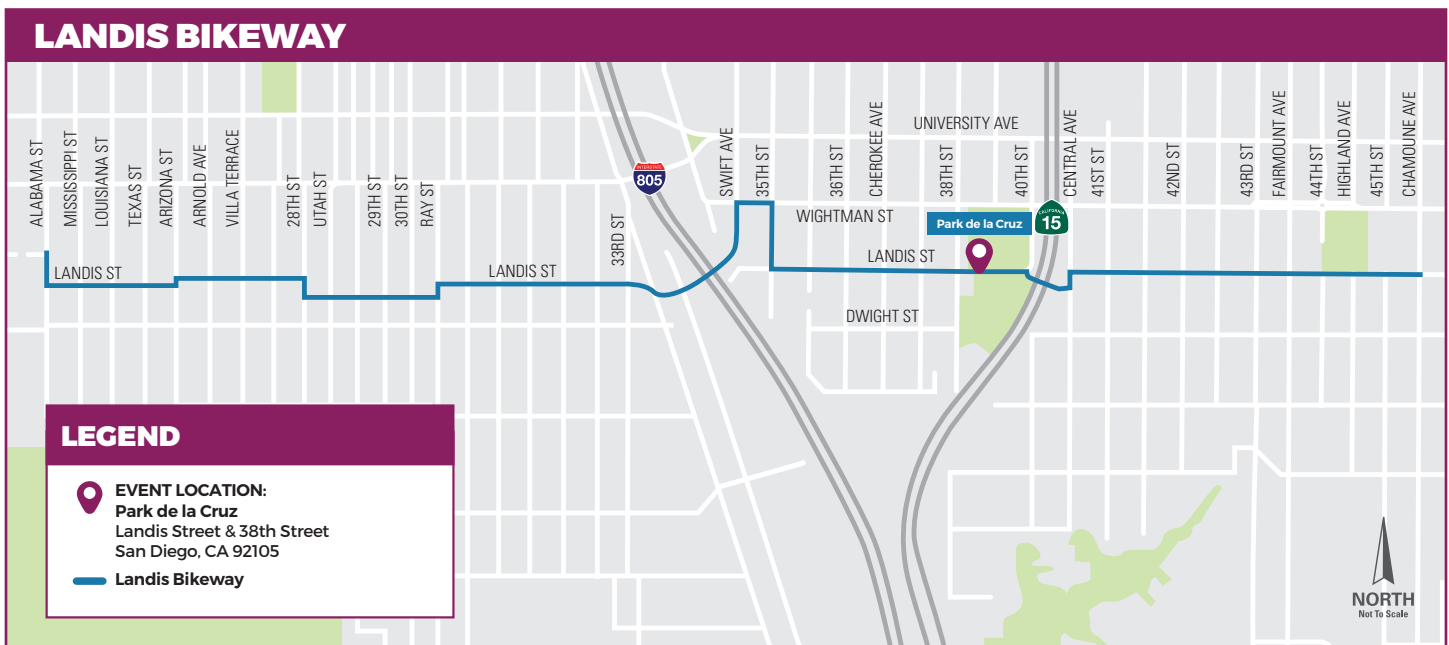 LANDIS BIKEWAY
ALABAMA ST
MISSISSIPPI ST
LOUISIANA ST
TEXAS ST
ARIZONA ST
ARNOLD AVE
VILLA TERRACE
28TH ST
UTAH ST
29TH ST
30TH ST
RAY ST
33RD ST
INTERSTATE
805
SWIFT AVE
35TH ST
36TH ST
CHEROKEE AVE
UNIVERSITY AVE
38TH ST
40TH ST
CENTRAL AVE
41ST ST
42ND ST
43RD ST
FAIRMOUNT AVE
44TH ST
HIGHLAND AVE
45TH ST
CHAMOUNE AVE
WIGHTMAN ST
Park de la Cruz
CALIFORNIA
15
LANDIS ST
LANDIS ST
LANDIS ST
DWIGHT ST
LEGEND
EVENT LOCATION:
Park de la Cruz
Landis Street & 38th Street
San Diego, CA 92105
Landis Bikeway
NORTH
Not To Scale